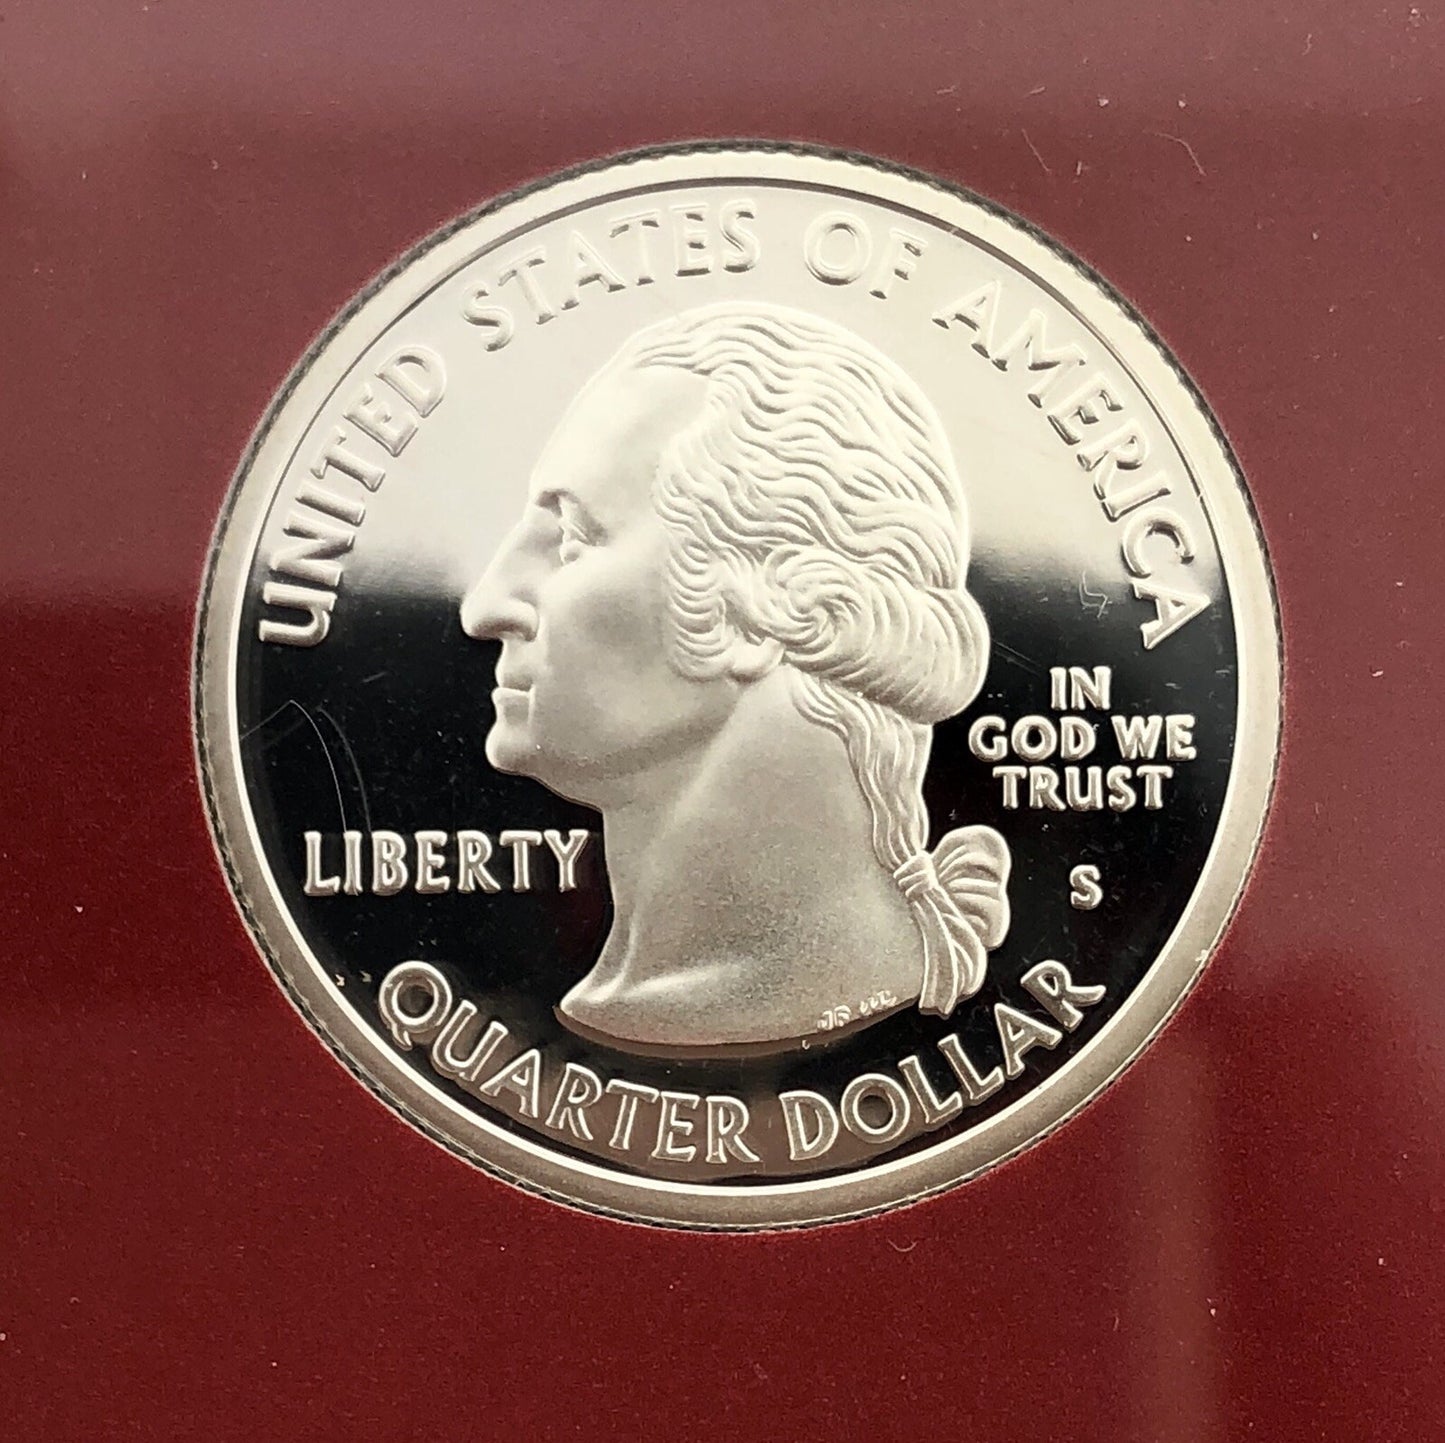 UNITED STATES OF AMERICA
IN
GOD WE
TRUST
LIBERTY
S
QUARTER DOLLAR